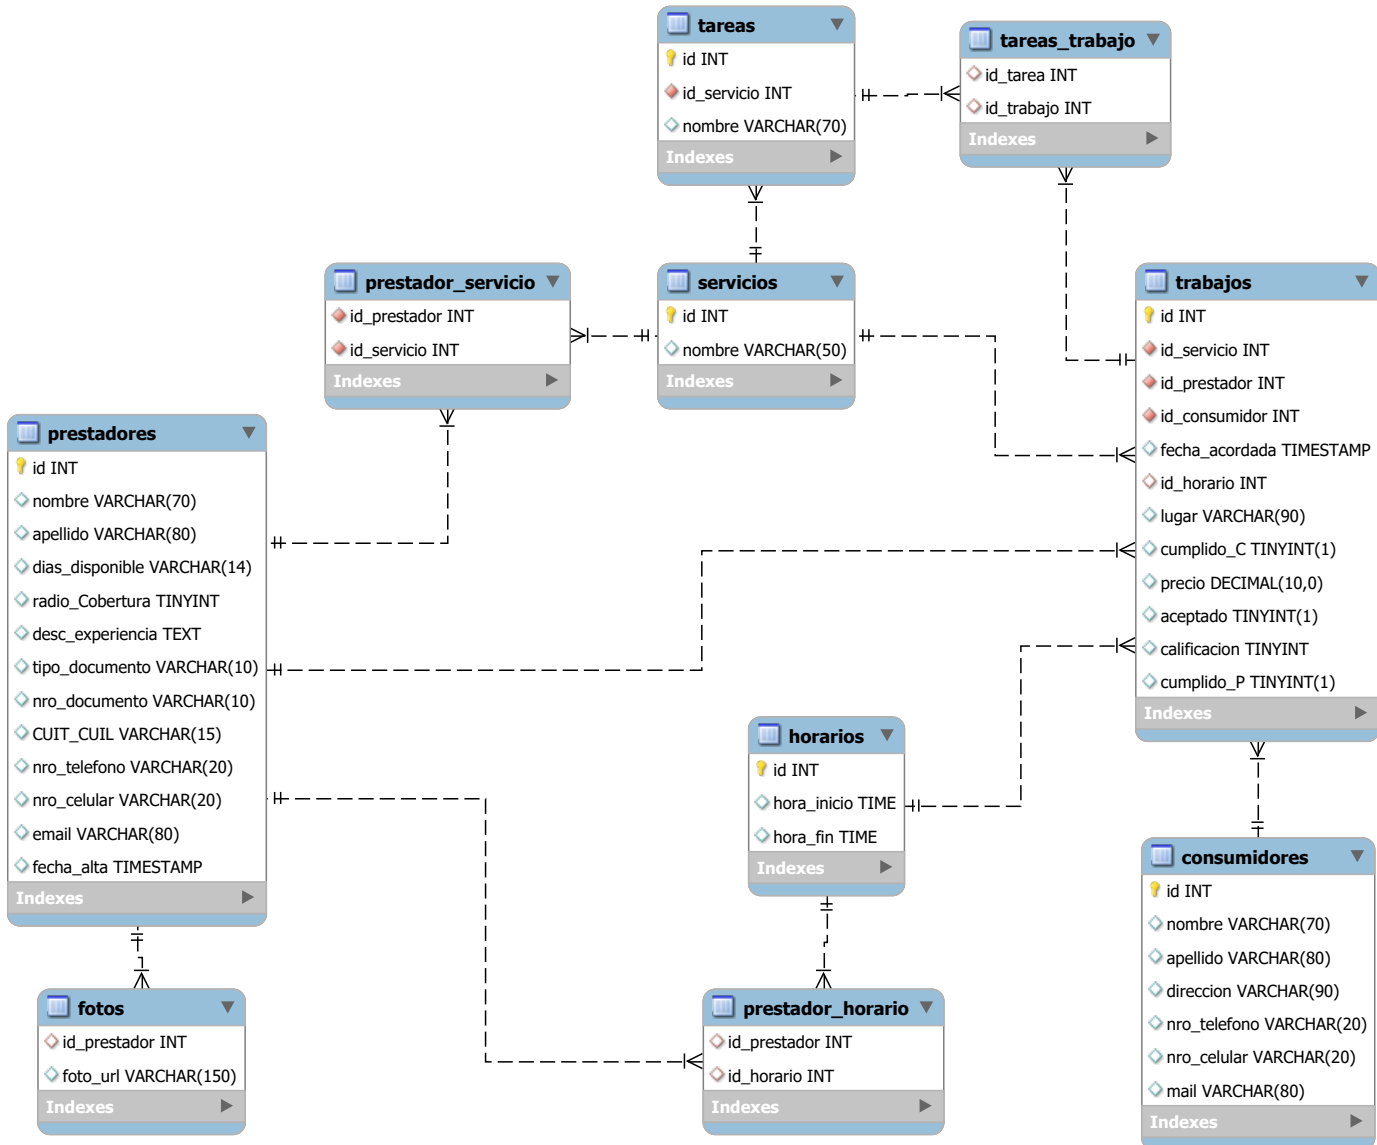 tareas
id INT
id_servicio INT
nombre VARCHAR(70)
Indexes
tareas_trabajo
id_tarea INT
id_trabajo INT
Indexes
prestador_servicio
id_prestador INT
id_servicio INT
Indexes
servicios
id INT
nombre VARCHAR(50)
Indexes
trabajos
id INT
id_servicio INT
id_prestador INT
id_consumidor INT
fecha_acordada TIMESTAMP
id_horario INT
lugar VARCHAR(90)
cumplido_C TINYINT(1)
precio DECIMAL(10,0)
aceptado TINYINT(1)
calificacion TINYINT
cumplido_P TINYINT(1)
Indexes
prestadores
id INT
nombre VARCHAR(70)
apellido VARCHAR(80)
dias_disponible VARCHAR(14)
radio_Cobertura TINYINT
desc_experiencia TEXT
tipo_documento VARCHAR(10)
nro_documento VARCHAR(10)
CUIT_CUIL VARCHAR(15)
nro_telefono VARCHAR(20)
nro_celular VARCHAR(20)
email VARCHAR(80)
fecha_alta TIMESTAMP
Indexes
horarios
id INT
hora_inicio TIME
hora_fin TIME
Indexes
consumidores
id INT
nombre VARCHAR(70)
apellido VARCHAR(80)
direccion VARCHAR(90)
nro_telefono VARCHAR(20)
nro_celular VARCHAR(20)
mail VARCHAR(80)
Indexes
fotos
id_prestador INT
foto_url VARCHAR(150)
Indexes
prestador_horario
id_prestador INT
id_horario INT
Indexes